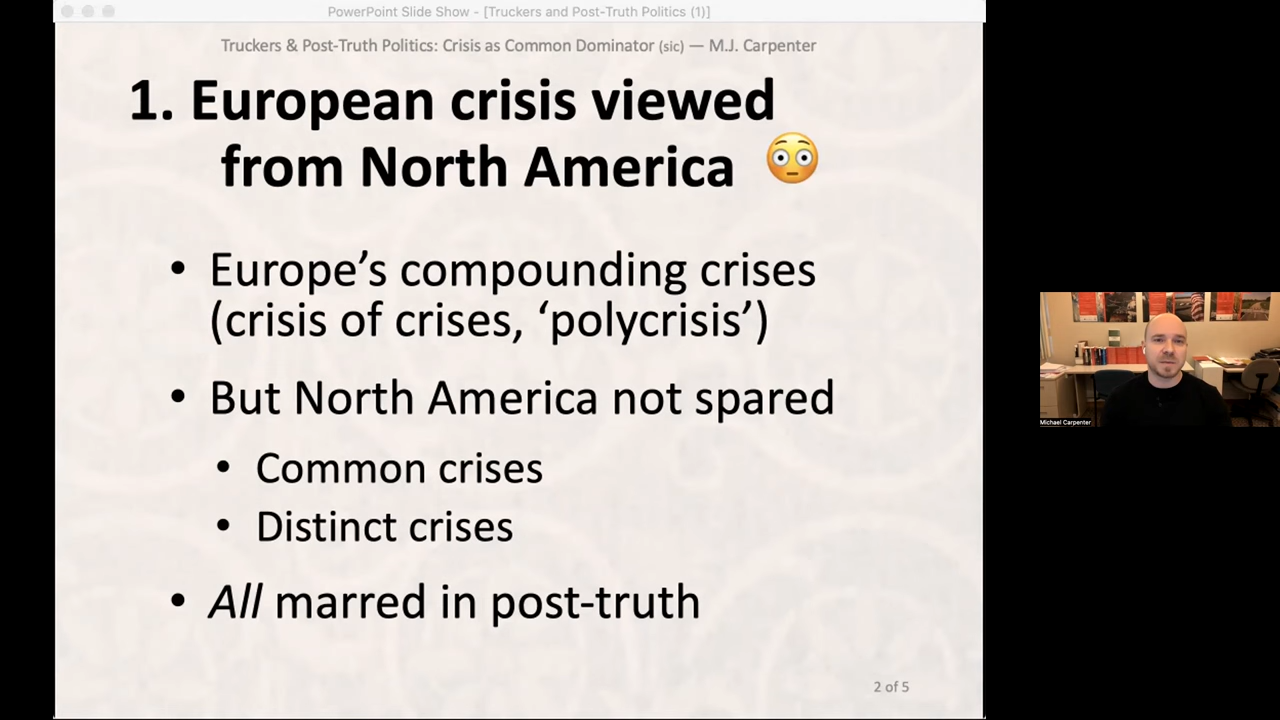 PowerPoint Slide Show - [Truckers and Post-Truth Politics (1)]
Truckers & Post-Truth Politics: Crisis as Common Dominator (sic) — M.J. Carpenter
1. European crisis viewed
from North America 😳
• Europe’s compounding crises
(crisis of crises, ‘polycrisis’)
• But North America not spared
• Common crises
• Distinct crises
• All marred in post-truth
2 of 5
Michael Carpenter